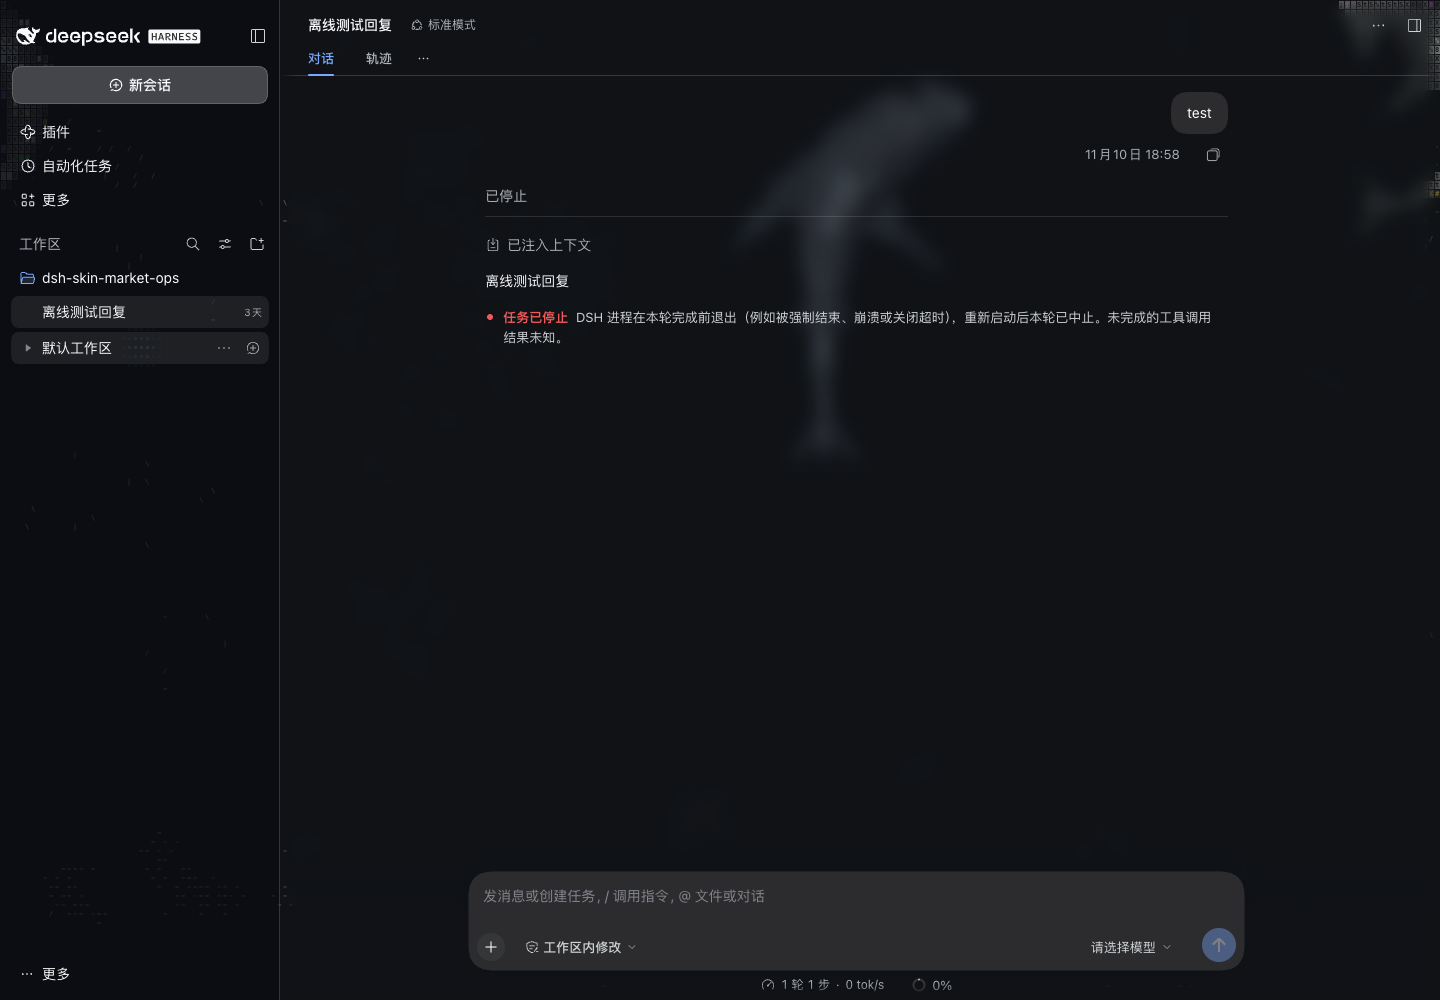 deepseek HARNESS
新会话
插件
自动化任务
更多
工作区
dsh-skin-market-ops
离线测试回复 3天
默认工作区
更多
离线测试回复 标准模式
对话 轨迹
test
11月10日 18:58
已停止
已注入上下文
离线测试回复
任务已停止 DSH 进程在本轮完成前退出（例如被强制结束、崩溃或关闭超时），重新启动后本轮已中止。未完成的工具调用
结果未知。
发消息或创建任务, / 调用指令, @ 文件或对话
工作区内修改 请选择模型
1 轮 1 步 · 0 tok/s 0%